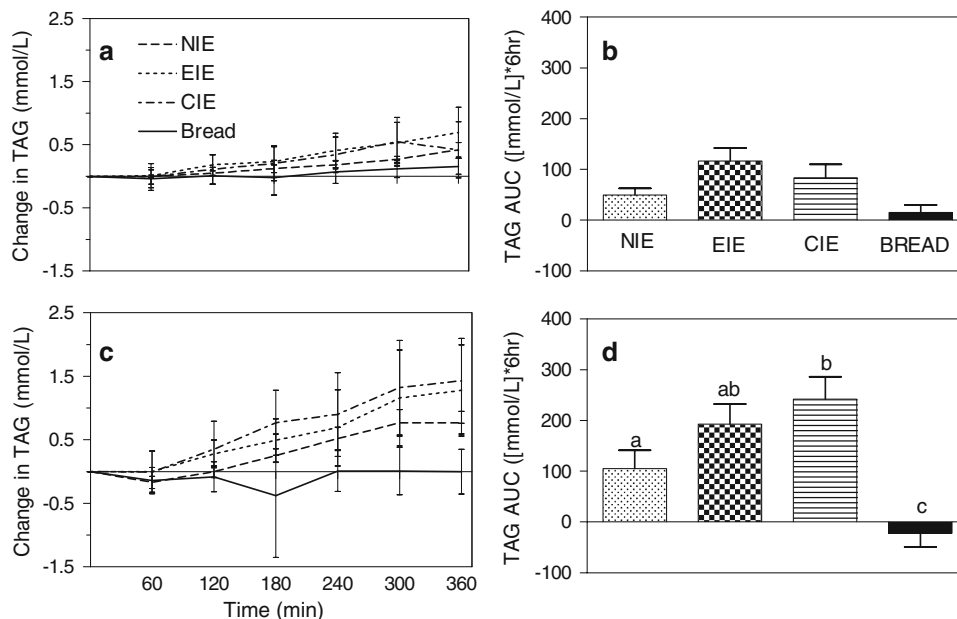 a
NIE
EIE
CIE
Bread
2.5
1.5
0.5
-0.5
-1.5
Change in TAG (mmol/L)
b
400
300
200
100
0
-100
TAG AUC ([mmol/L]*6hr)
NIE EIE CIE BREAD
c
2.5
1.5
0.5
-0.5
-1.5
Change in TAG (mmol/L)
60 120 180 240 300 360
Time (min)
d
400
300
200
100
0
-100
TAG AUC ([mmol/L]*6hr)
a ab b c